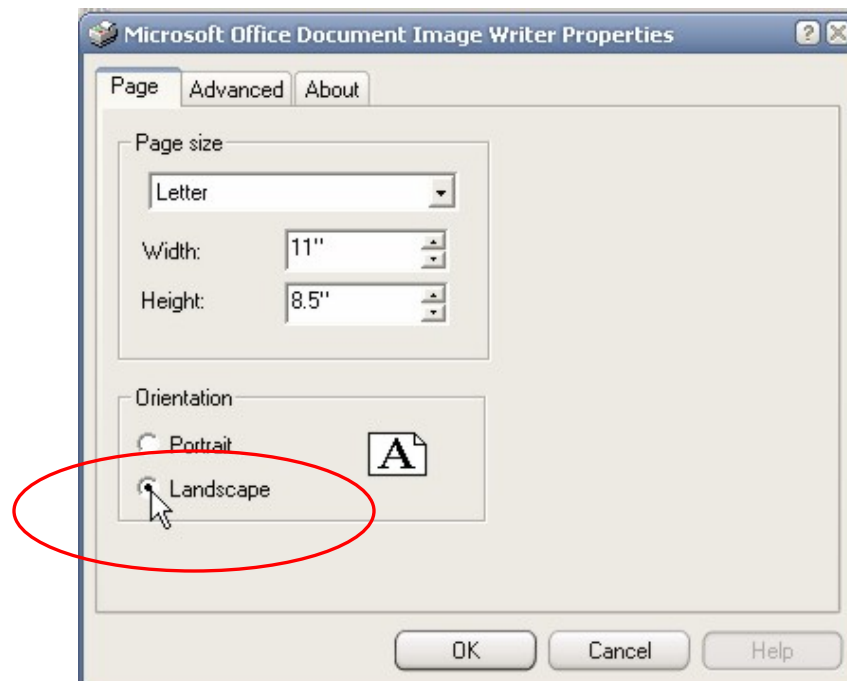 Microsoft Office Document Image Writer Properties
Page Advanced About
Page size
Letter
Width: 11"
Height: 8.5"
Orientation
Portrait
A
Landscape
OK Cancel Help